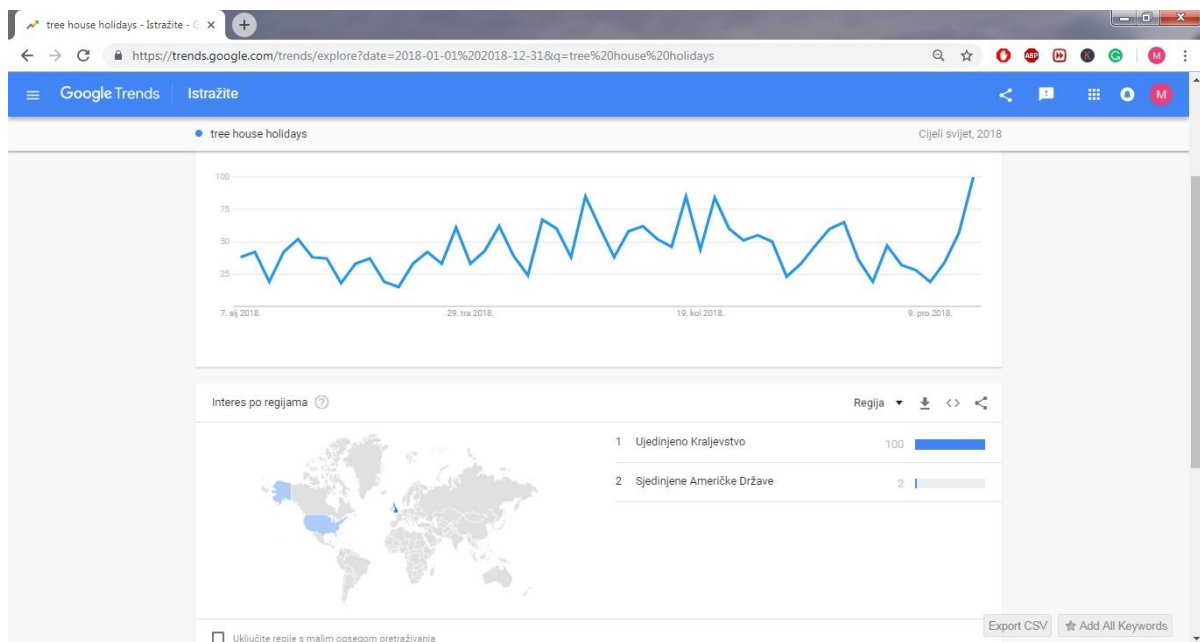 tree house holidays - Istražite - G
https://trends.google.com/trends/explore?date=2018-01-01%202018-12-31&q=tree%20house%20holidays
ABP
K
G
M
Google Trends Istražite
M
tree house holidays
Cijeli svijet, 2018
100
75
50
25
7. sij 2018.
29. tra 2018.
19. kol 2018.
9. pro 2018.
Interes po regijama
Regija
1 Ujedinjeno Kraljevstvo 100
2 Sjedinjene Američke Države 2
Uključite regije s malim opsegom pretraživanja
Export CSV
Add All Keywords